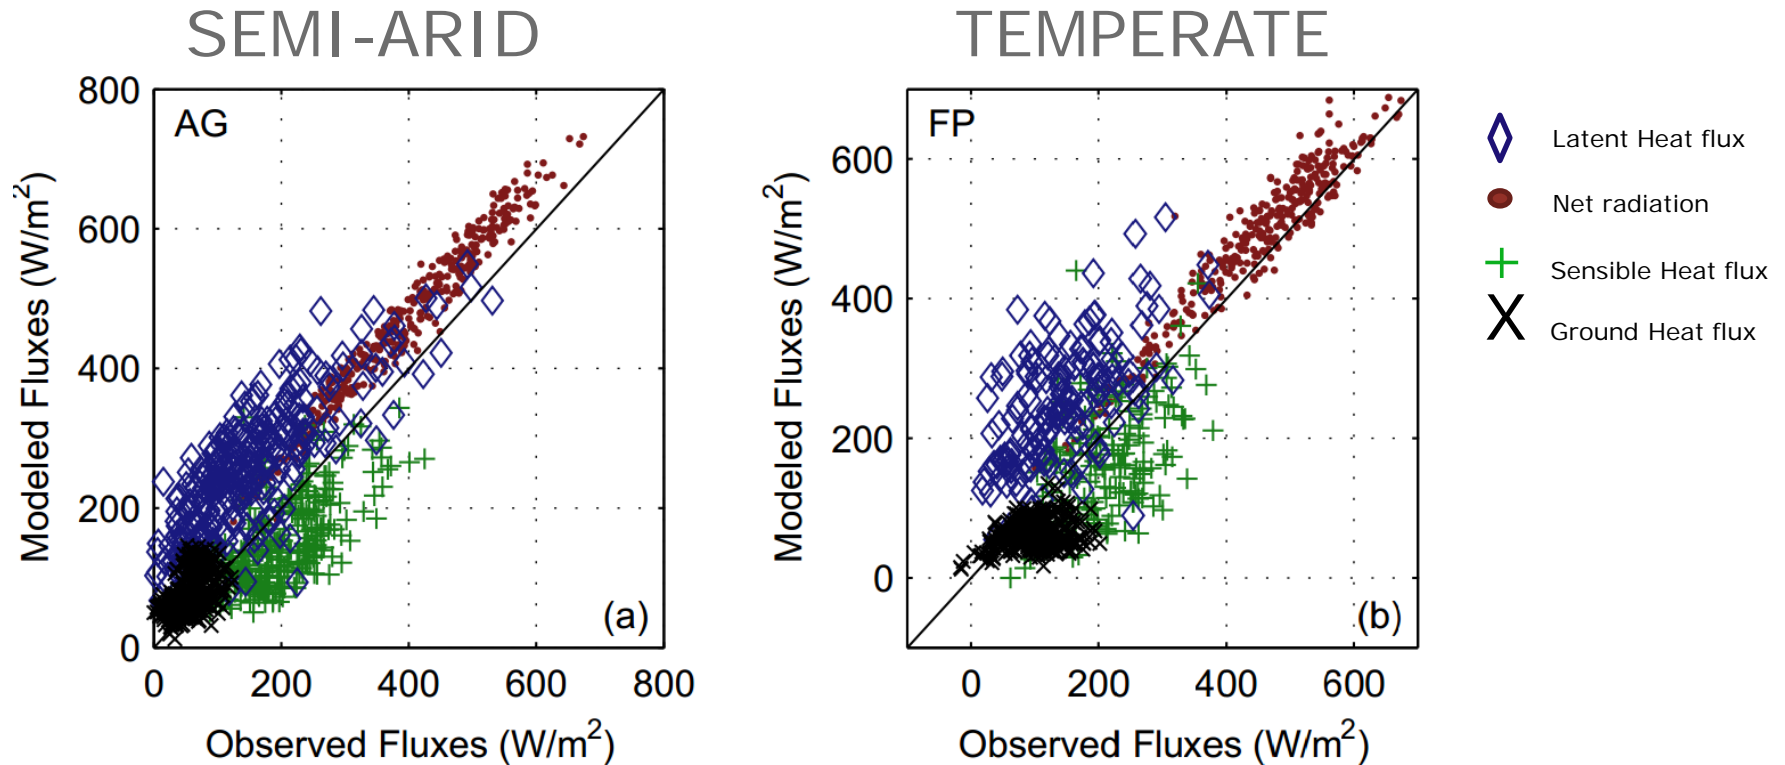 SEMI-ARID
TEMPERATE
800
600
400
200
0
0 200 400 600 800
AG
(a)
Modeled Fluxes (W/m²)
Observed Fluxes (W/m²)
600
400
200
0
0 200 400 600
FP
(b)
Modeled Fluxes (W/m²)
Observed Fluxes (W/m²)
Latent Heat flux
Net radiation
Sensible Heat flux
Ground Heat flux